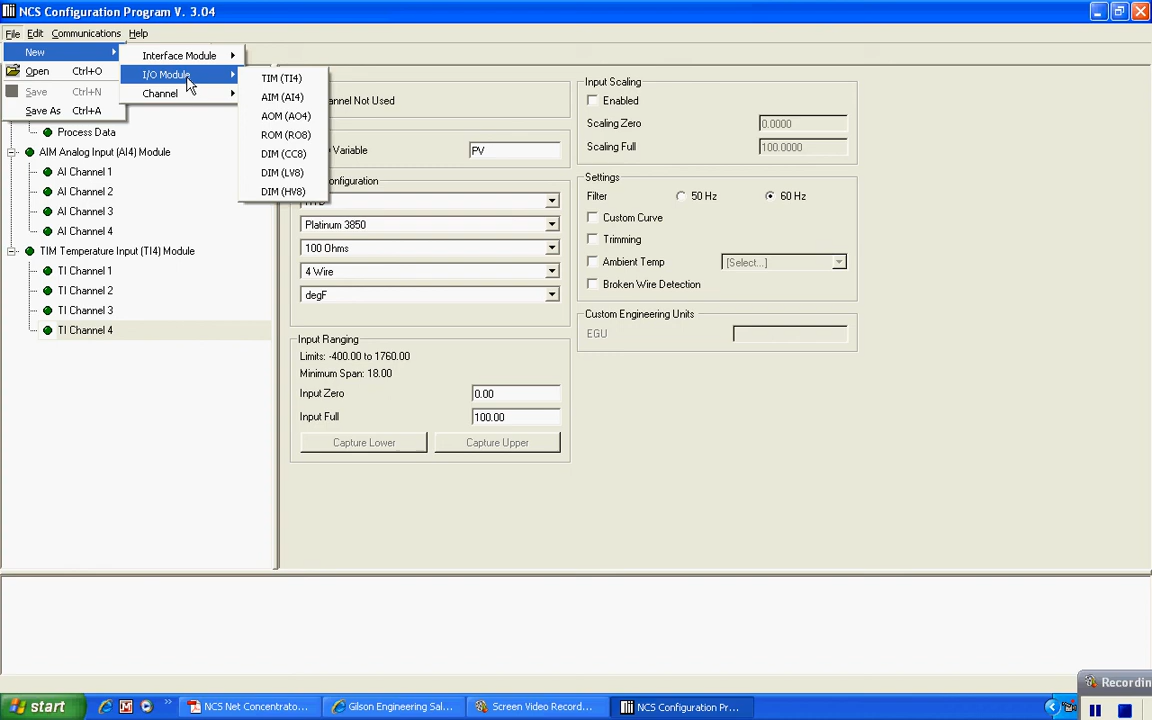 NCS Configuration Program V. 3.04
File Edit Communications Help
New
Open Ctrl+O
Save Ctrl+N
Save As Ctrl+A
Interface Module
I/O Module
Channel
TIM (TI4)
AIM (AI4)
AOM (AO4)
ROM (RO8)
DIM (CC8)
DIM (LV8)
DIM (HV8)
Process Data
AIM Analog Input (AI4) Module
AI Channel 1
AI Channel 2
AI Channel 3
AI Channel 4
TIM Temperature Input (TI4) Module
TI Channel 1
TI Channel 2
TI Channel 3
TI Channel 4
annel Not Used
Variable PV
onfiguration
Platinum 3850
100 Ohms
4 Wire
degF
Input Ranging
Limits: -400.00 to 1760.00
Minimum Span: 18.00
Input Zero 0.00
Input Full 100.00
Capture Lower Capture Upper
Input Scaling
Enabled
Scaling Zero 0.0000
Scaling Full 100.0000
Settings
Filter 50 Hz 60 Hz
Custom Curve
Trimming
Ambient Temp [Select...]
Broken Wire Detection
Custom Engineering Units
EGU
Recordin
start NCS Net Concentrato... Gilson Engineering Sal... Screen Video Record... NCS Configuration Pr...